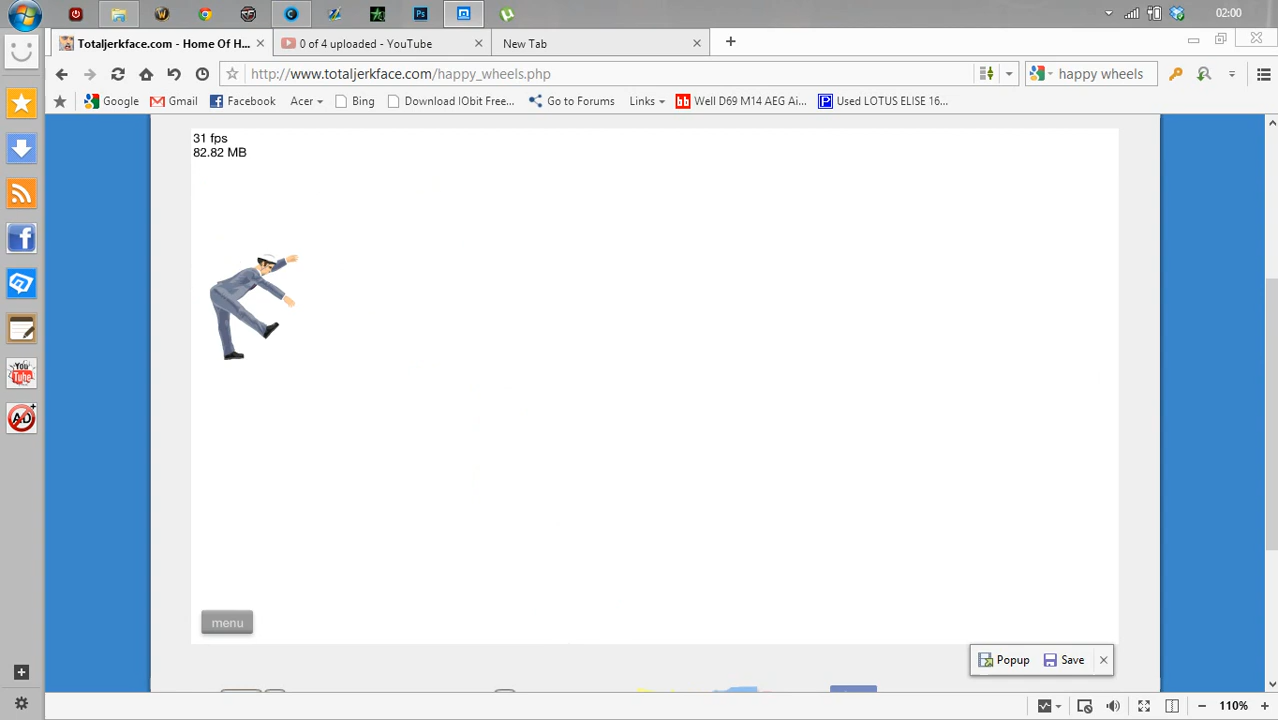 02:00
Totaljerkface.com - Home Of H...
0 of 4 uploaded - YouTube
New Tab
http://www.totaljerkface.com/happy_wheels.php
happy wheels
Google
Gmail
Facebook
Acer
Bing
Download IObit Free...
Go to Forums
Links
Well D69 M14 AEG Ai...
Used LOTUS ELISE 16...
31 fps
82.82 MB
menu
Popup
Save
110%